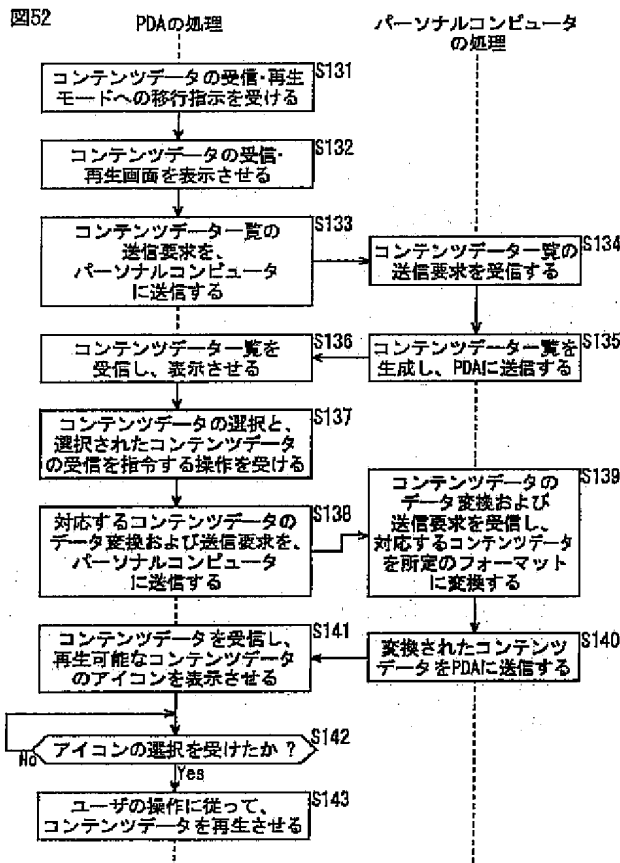 図52
PDAの処理
パーソナルコンピュータ
の処理
コンテンツデータの受信・再生
モードへの移行指示を受ける
S131
コンテンツデータの受信・
再生画面を表示させる
S132
コンテンツデータ一覧の
送信要求を、
パーソナルコンピュータ
に送信する
S133
コンテンツデータ一覧の
送信要求を受信する
S134
コンテンツデータ一覧を
生成し、PDAに送信する
S135
コンテンツデータ一覧を
受信し、表示させる
S136
コンテンツデータの選択と、
選択されたコンテンツデータ
の受信を指令する操作を受ける
S137
対応するコンテンツデータの
データ変換および送信要求を、
パーソナルコンピュータ
に送信する
S138
コンテンツデータの
データ変換および
送信要求を受信し、
対応するコンテンツデータ
を所定のフォーマット
に変換する
S139
変換されたコンテンツ
データをPDAに送信する
S140
コンテンツデータを受信し、
再生可能なコンテンツデータ
のアイコンを表示させる
S141
アイコンの選択を受けたか？
S142
No
Yes
ユーザの操作に従って、
コンテンツデータを再生させる
S143